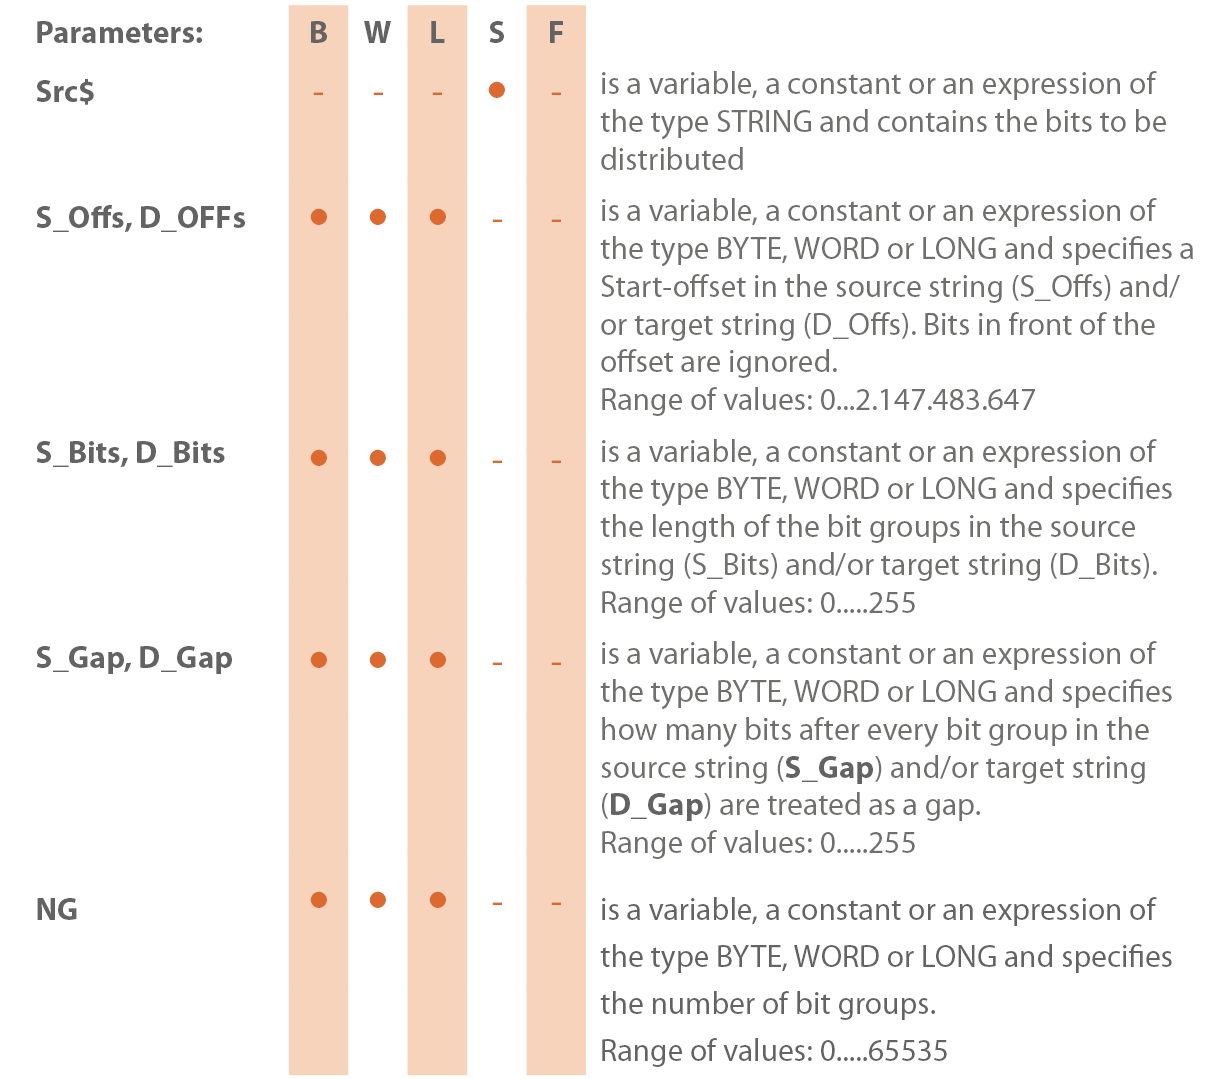 Parameters: B W L S F
Src$ - - - ● - is a variable, a constant or an expression of
the type STRING and contains the bits to be
distributed
S_Offs, D_OFFs ● ● ● - - is a variable, a constant or an expression of
the type BYTE, WORD or LONG and specifies a
Start-offset in the source string (S_Offs) and/
or target string (D_Offs). Bits in front of the
offset are ignored.
Range of values: 0...2.147.483.647
S_Bits, D_Bits ● ● ● - - is a variable, a constant or an expression of
the type BYTE, WORD or LONG and specifies
the length of the bit groups in the source
string (S_Bits) and/or target string (D_Bits).
Range of values: 0.....255
S_Gap, D_Gap ● ● ● - - is a variable, a constant or an expression of
the type BYTE, WORD or LONG and specifies
how many bits after every bit group in the
source string (S_Gap) and/or target string
(D_Gap) are treated as a gap.
Range of values: 0.....255
NG ● ● ● - - is a variable, a constant or an expression of
the type BYTE, WORD or LONG and specifies
the number of bit groups.
Range of values: 0.....65535